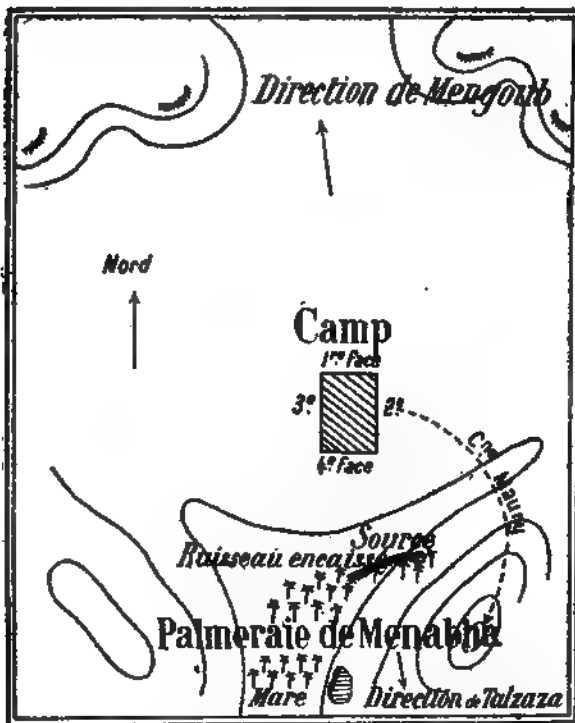 Direction de Mengoub
Nord
Camp
1re Face
3e
2e
4e Face
Cie Mauny
Source
Ruisseau encaissé
Palmeraie de Menabha
Mare
Direction de Talzaza